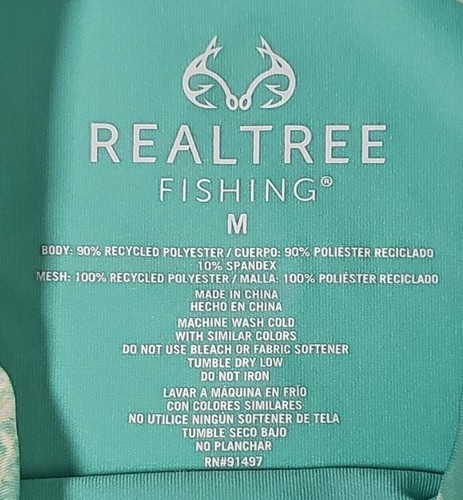 REALTREE
FISHING®
M
BODY: 90% RECYCLED POLYESTER / CUERPO: 90% POLIÉSTER RECICLADO
10% SPANDEX
MESH: 100% RECYCLED POLYESTER / MALLA: 100% POLIÉSTER RECICLADO
MADE IN CHINA
HECHO EN CHINA
MACHINE WASH COLD
WITH SIMILAR COLORS
DO NOT USE BLEACH OR FABRIC SOFTENER
TUMBLE DRY LOW
DO NOT IRON
LAVAR A MÁQUINA EN FRÍO
CON COLORES SIMILARES
NO UTILICE NINGÚN SOFTENER DE TELA
TUMBLE SECO BAJO
NO PLANCHAR
RN#91497